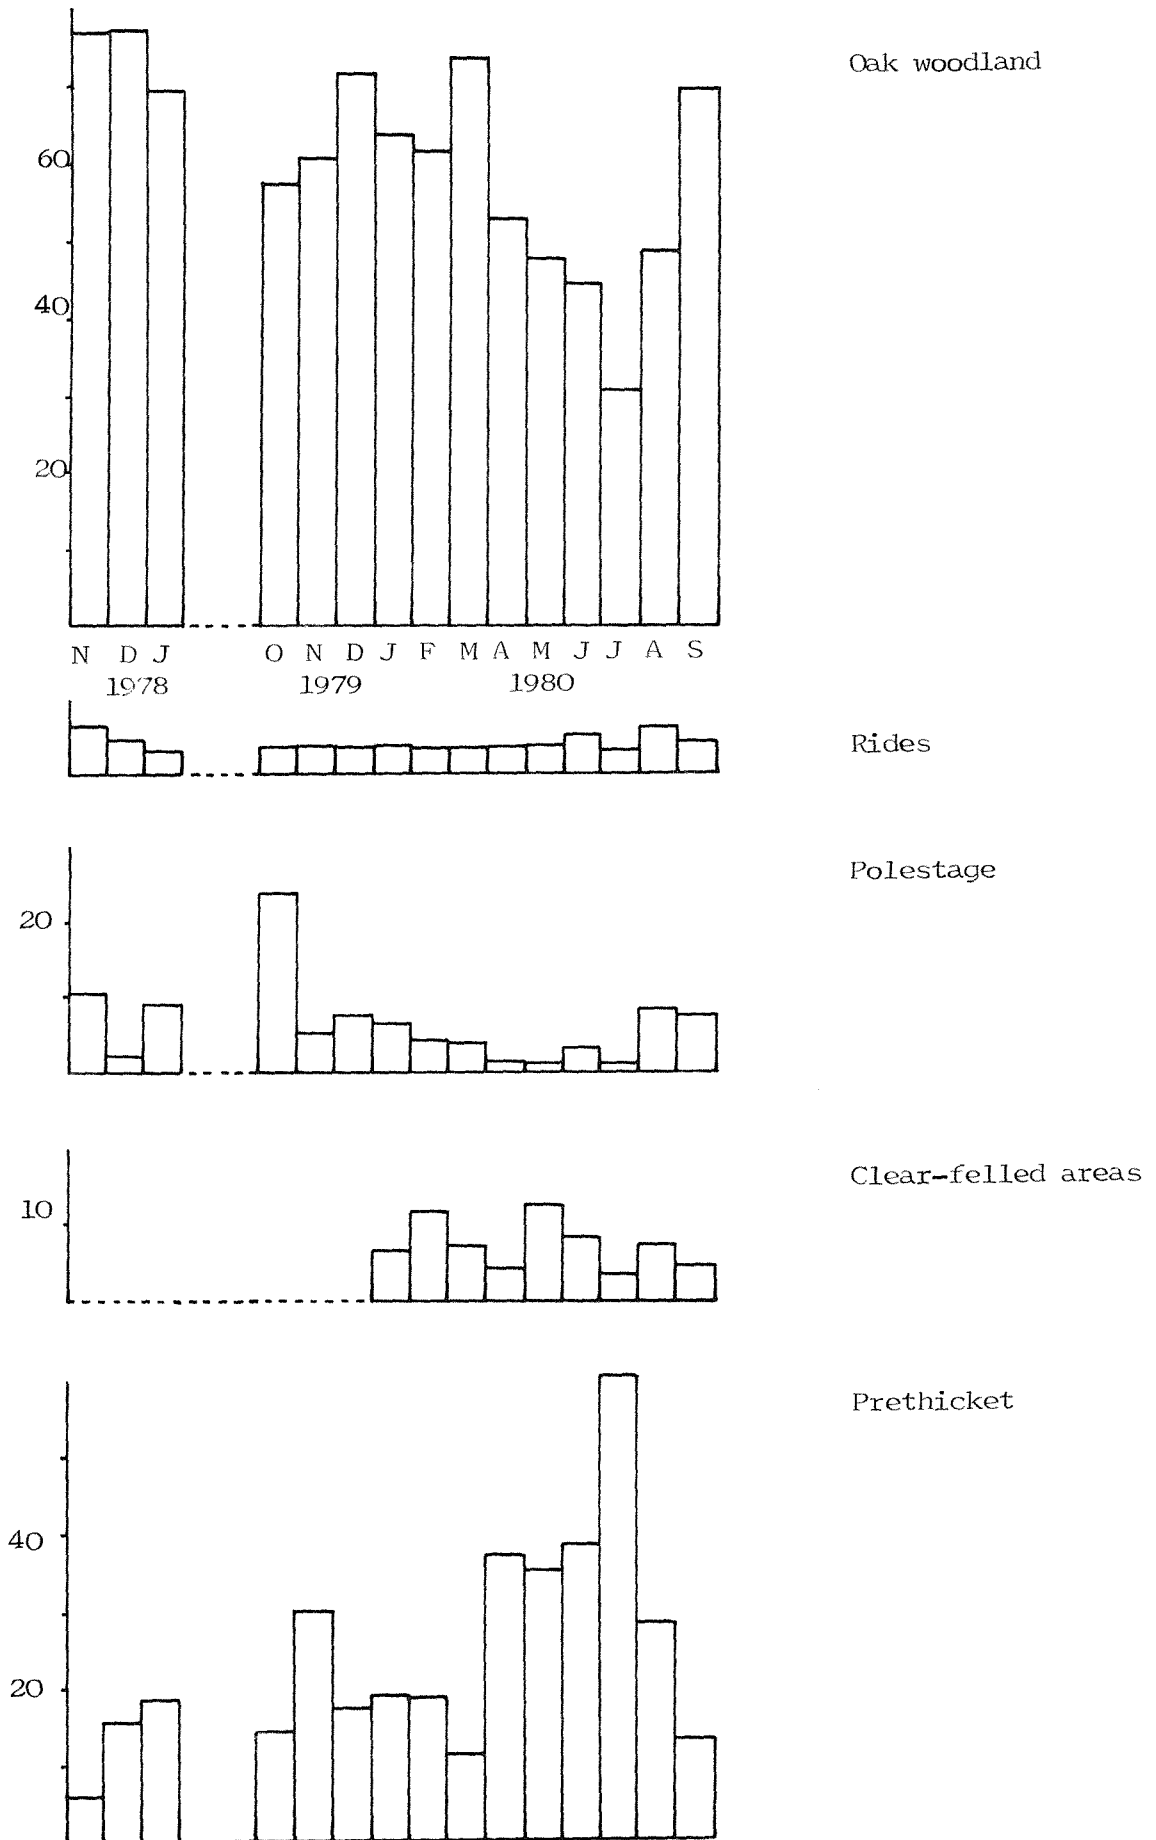 Oak woodland
60
40
20
N D J O N D J F M A M J J A S
1978 1979 1980
Rides
Polestage
20
Clear-felled areas
10
Prethicket
40
20